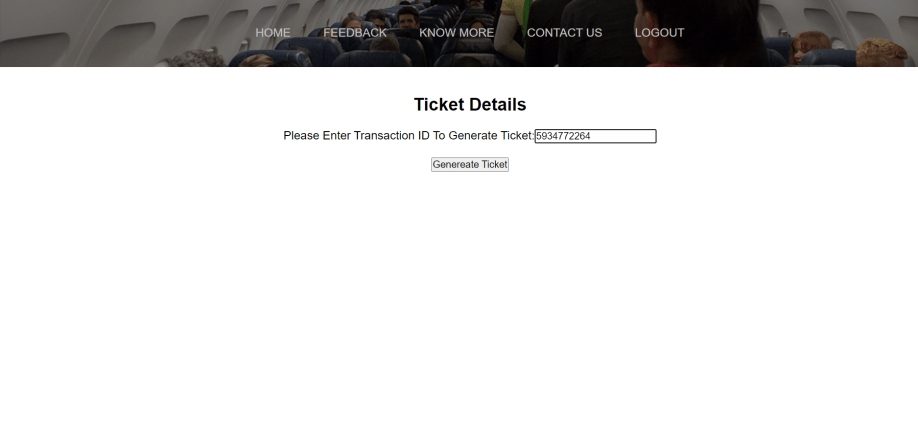 HOME FEEDBACK KNOW MORE CONTACT US LOGOUT
Ticket Details
Please Enter Transaction ID To Generate Ticket:5934772264
Genereate Ticket